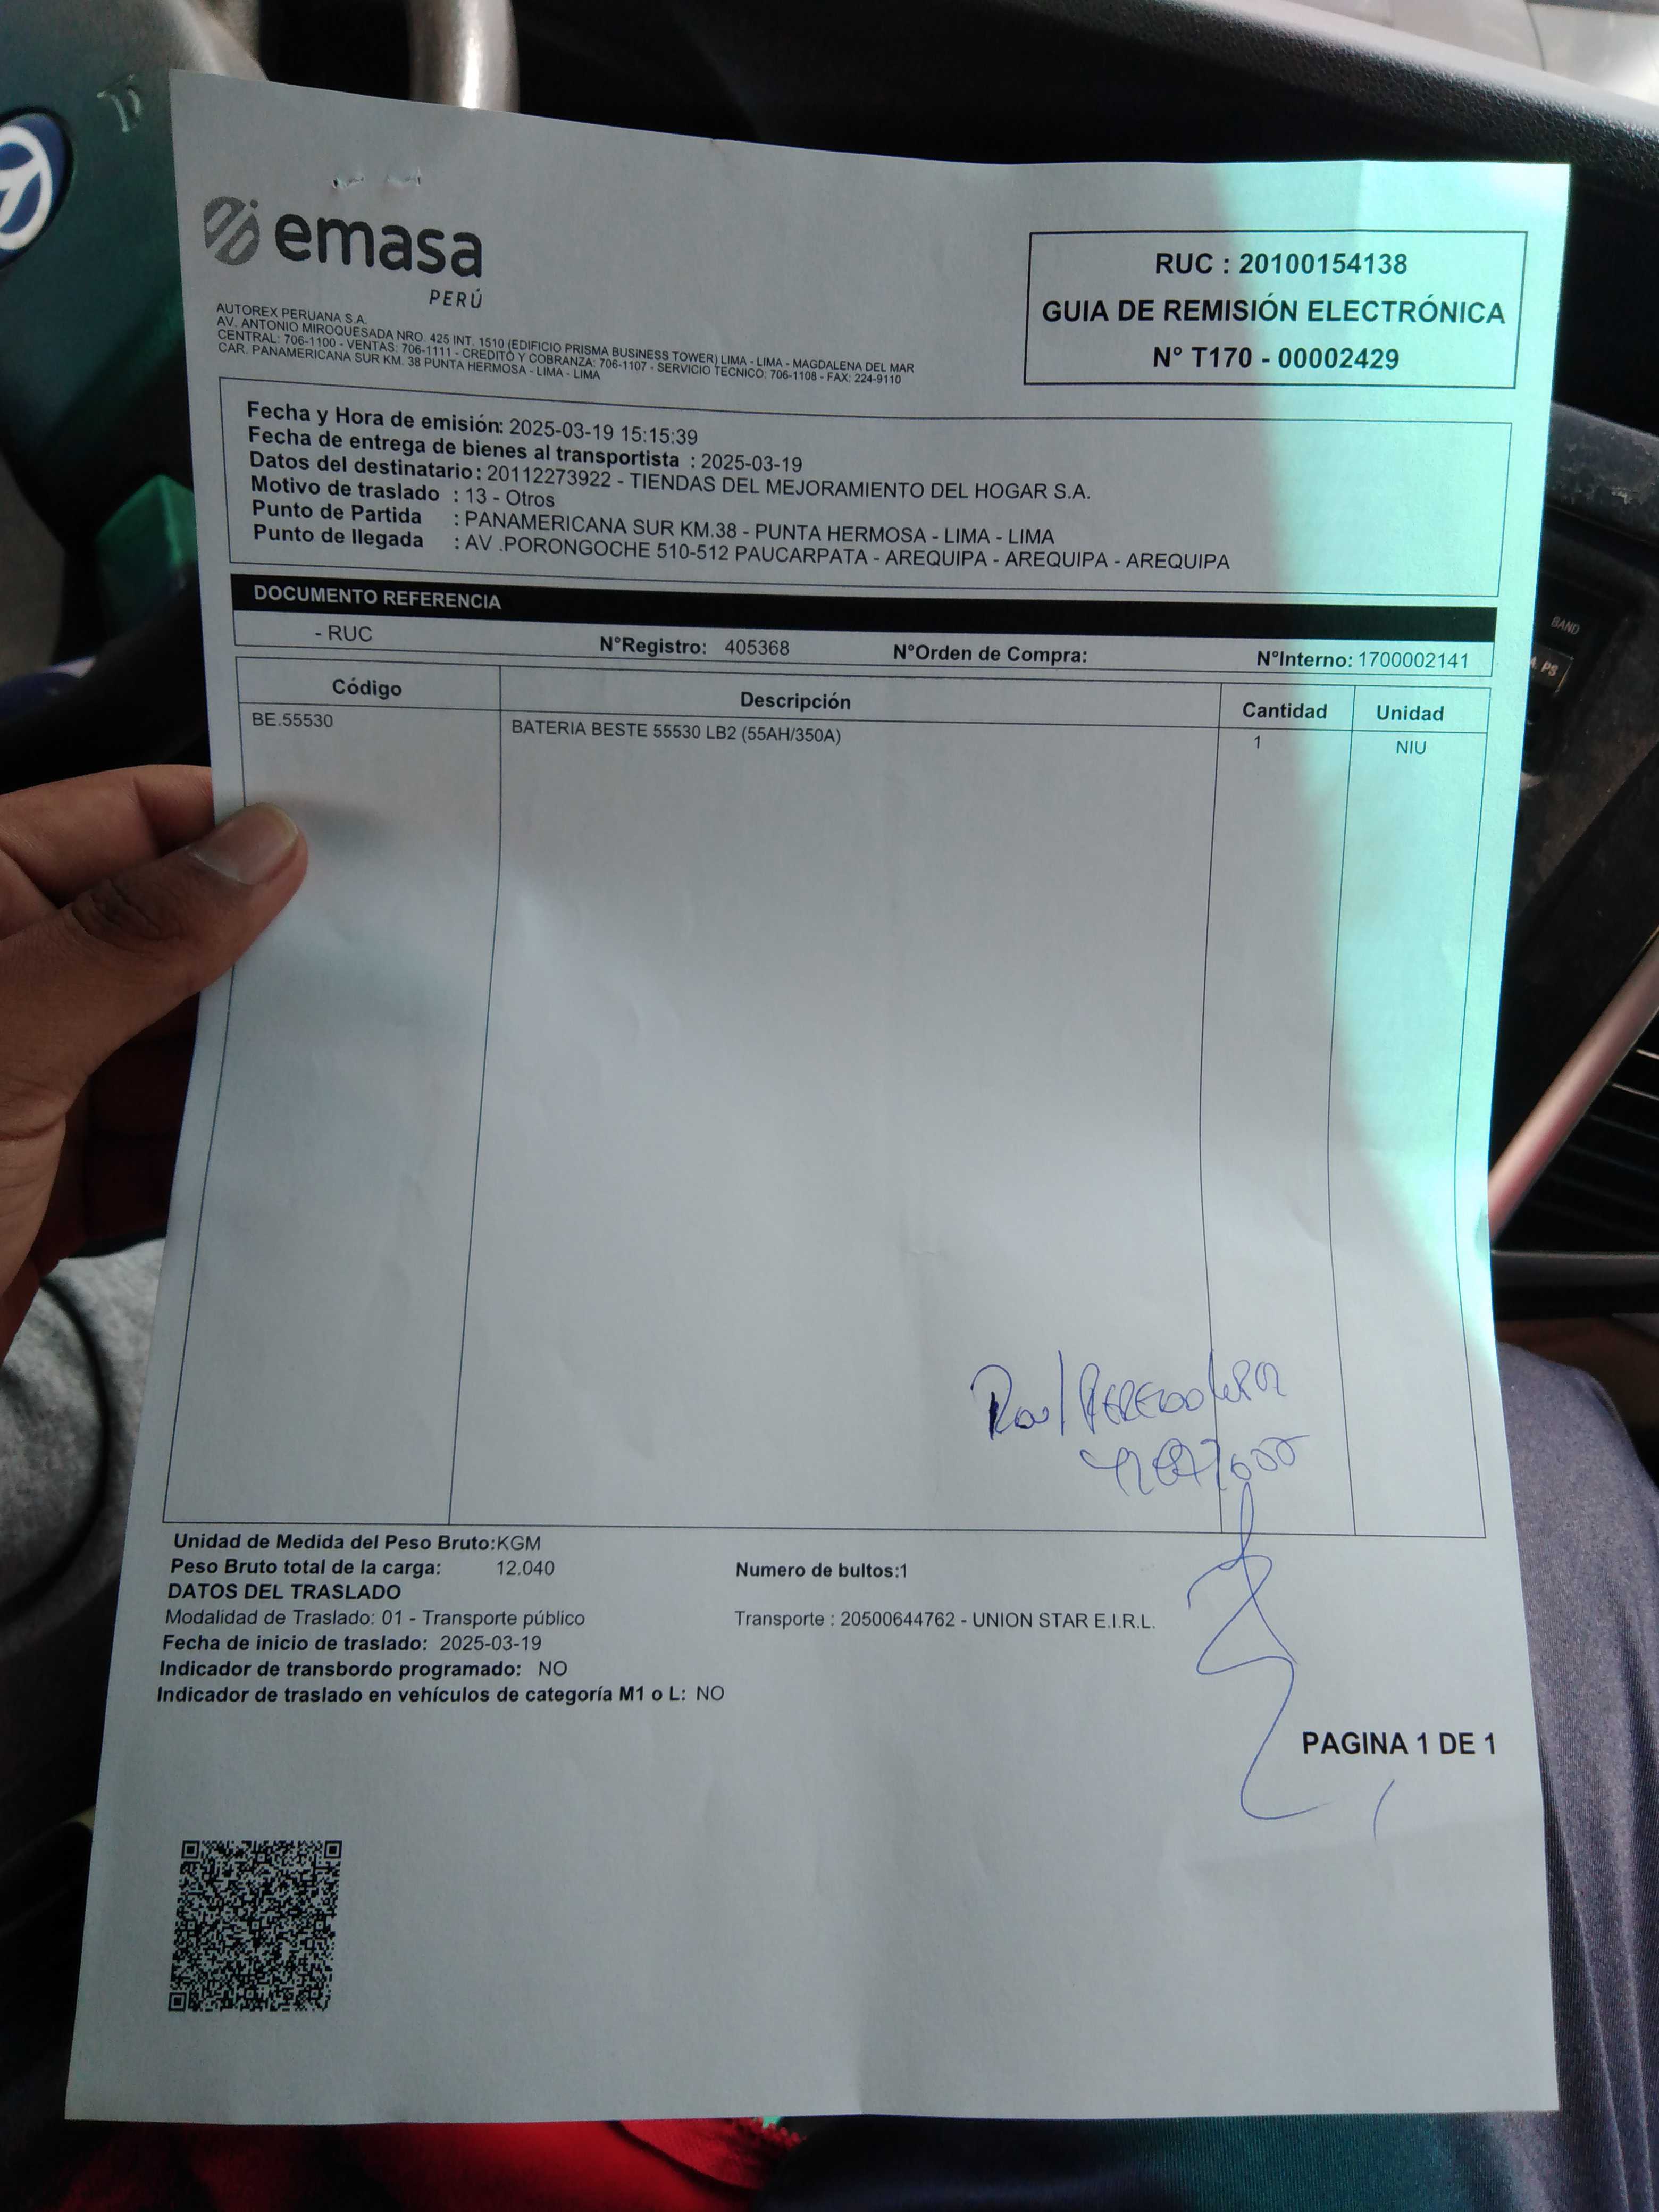 emasa
PERÚ
AUTOREX PERUANA S.A.
AV. ANTONIO MIROQUESADA NRO. 425 INT. 1510 (EDIFICIO PRISMA BUSINESS TOWER) LIMA - LIMA - MAGDALENA DEL MAR
CENTRAL: 706-1100 - VENTAS: 706-1111 - CREDITO Y COBRANZA: 706-1107 - SERVICIO TECNICO: 706-1108 - FAX: 224-9110
CAR. PANAMERICANA SUR KM. 38 PUNTA HERMOSA - LIMA - LIMA
RUC : 20100154138
GUIA DE REMISIÓN ELECTRÓNICA
N° T170 - 00002429
Fecha y Hora de emisión: 2025-03-19 15:15:39
Fecha de entrega de bienes al transportista : 2025-03-19
Datos del destinatario: 20112273922 - TIENDAS DEL MEJORAMIENTO DEL HOGAR S.A.
Motivo de traslado : 13 - Otros
Punto de Partida : PANAMERICANA SUR KM.38 - PUNTA HERMOSA - LIMA - LIMA
Punto de llegada : AV .PORONGOCHE 510-512 PAUCARPATA - AREQUIPA - AREQUIPA - AREQUIPA
DOCUMENTO REFERENCIA
- RUC N°Registro: 405368 N°Orden de Compra: N°Interno: 1700002141
Código Descripción Cantidad Unidad
BE.55530 BATERIA BESTE 55530 LB2 (55AH/350A) 1 NIU
Unidad de Medida del Peso Bruto:KGM
Peso Bruto total de la carga: 12.040 Numero de bultos:1
DATOS DEL TRASLADO
Modalidad de Traslado: 01 - Transporte público Transporte : 20500644762 - UNION STAR E.I.R.L.
Fecha de inicio de traslado: 2025-03-19
Indicador de transbordo programado: NO
Indicador de traslado en vehículos de categoría M1 o L: NO
PAGINA 1 DE 1